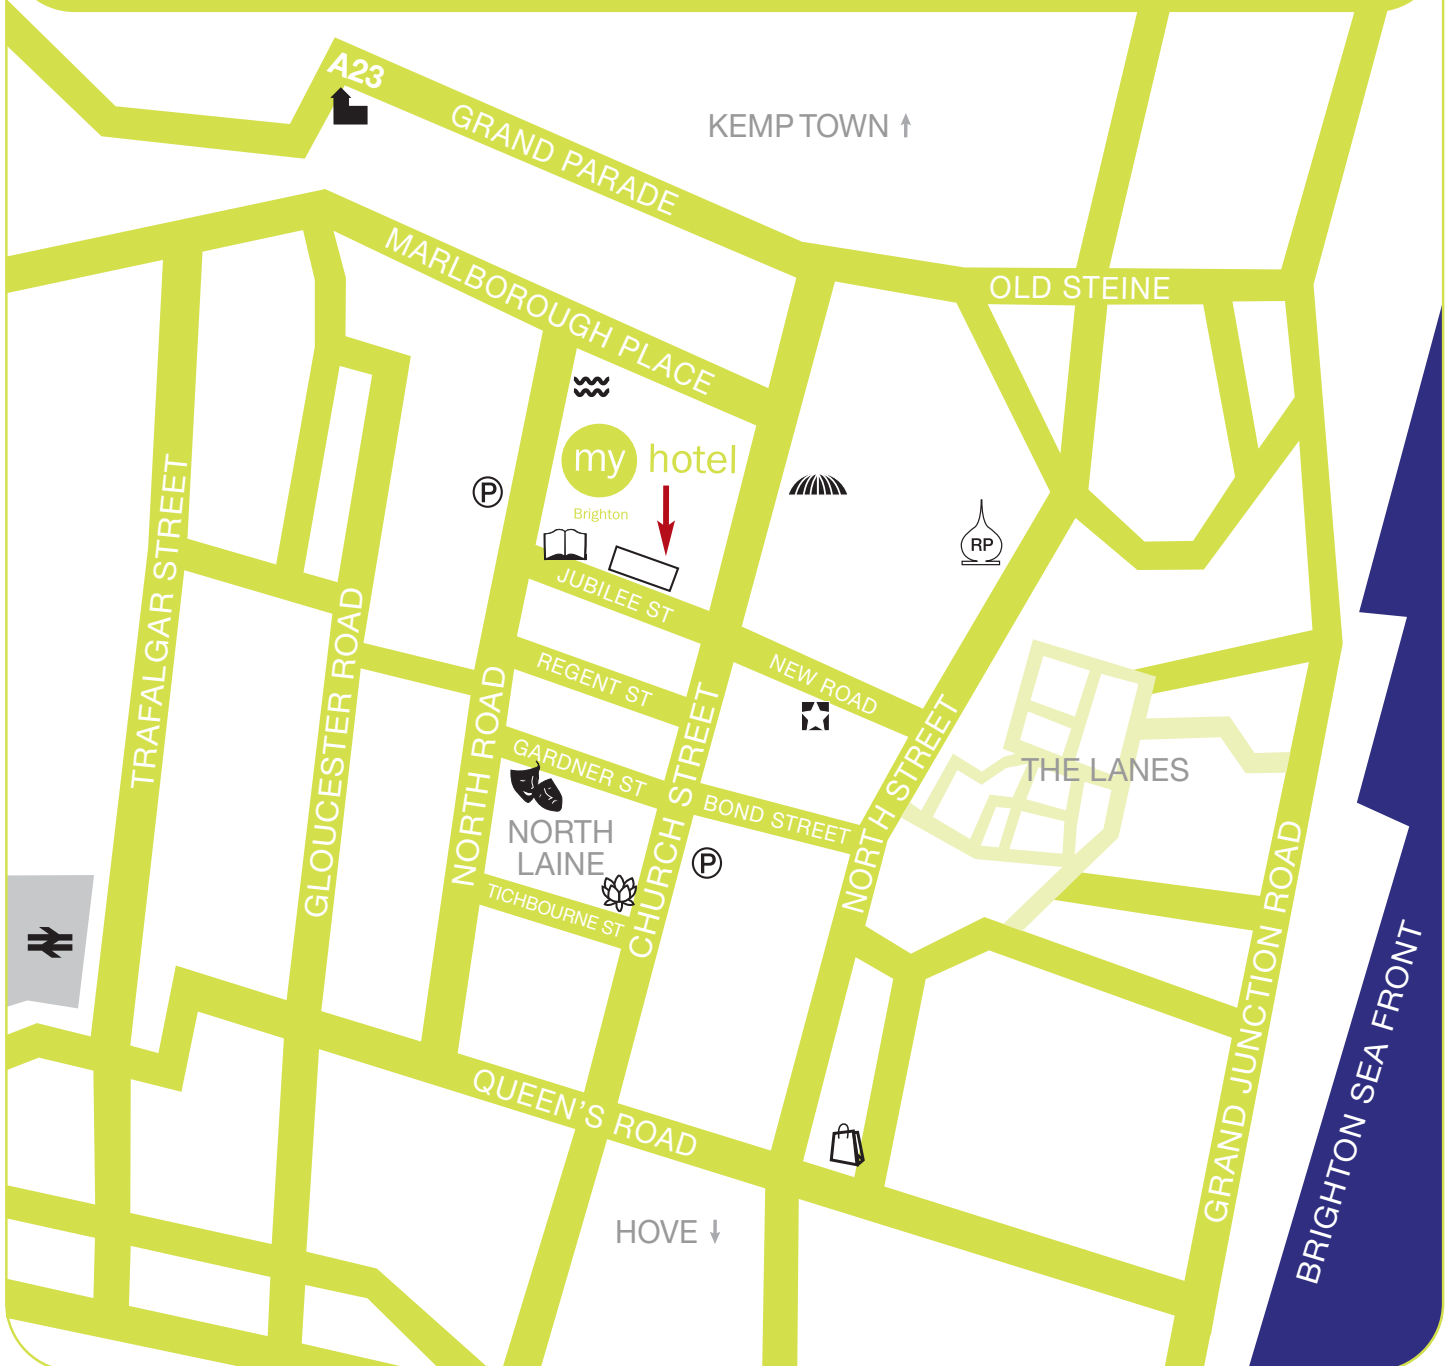 A23
GRAND PARADE
KEMP TOWN
MARLBOROUGH PLACE
OLD STEINE
my hotel
Brighton
P
RP
JUBILEE ST
TRAFALGAR STREET
GLOUCESTER ROAD
NORTH ROAD
REGENT ST
NEW ROAD
GARDNER ST
CHURCH STREET
BOND STREET
NORTH STREET
THE LANES
NORTH
LAINE
P
TICHBOURNE ST
GRAND JUNCTION ROAD
BRIGHTON SEA FRONT
QUEEN'S ROAD
HOVE